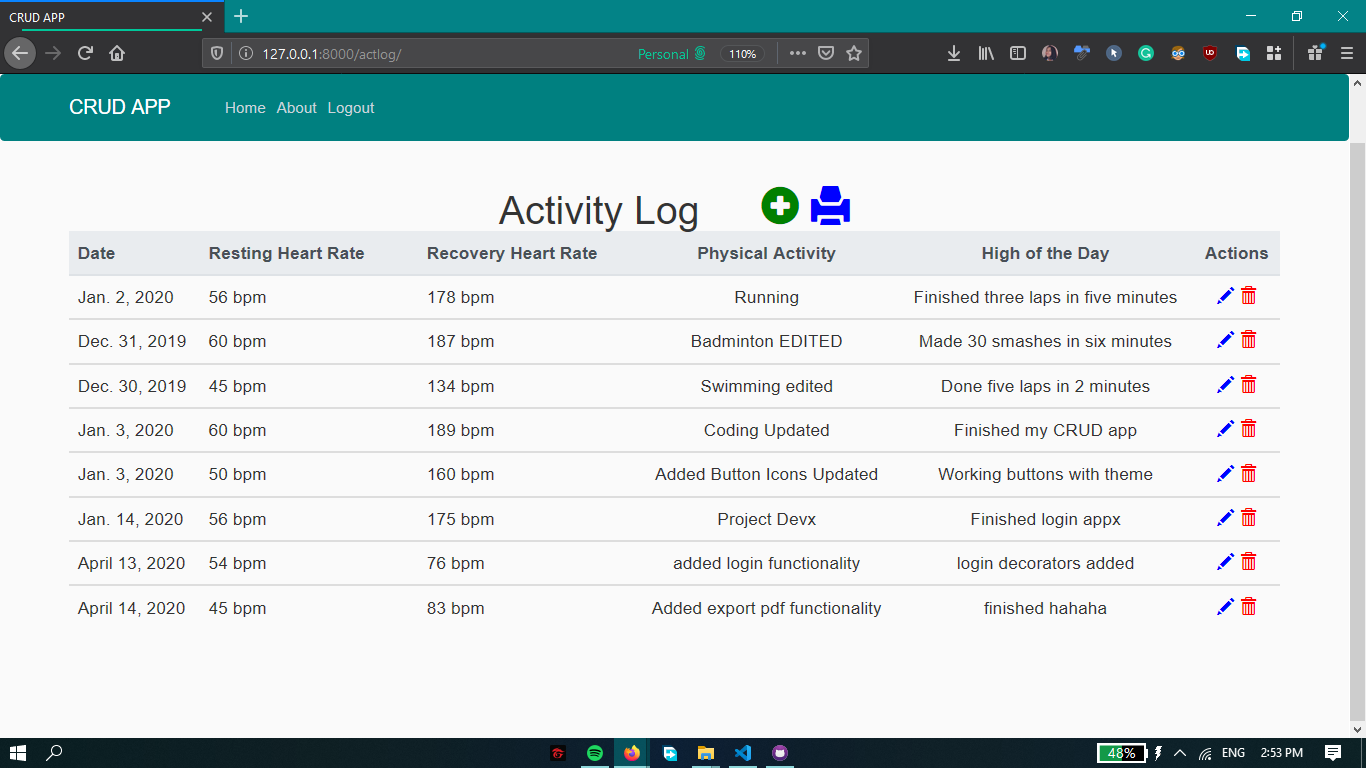 CRUD APP
127.0.0.1:8000/actlog/
Personal
110%
UD
CRUD APP
Home About Logout
Activity Log
Date Resting Heart Rate Recovery Heart Rate Physical Activity High of the Day Actions
Jan. 2, 2020 56 bpm 178 bpm Running Finished three laps in five minutes
Dec. 31, 2019 60 bpm 187 bpm Badminton EDITED Made 30 smashes in six minutes
Dec. 30, 2019 45 bpm 134 bpm Swimming edited Done five laps in 2 minutes
Jan. 3, 2020 60 bpm 189 bpm Coding Updated Finished my CRUD app
Jan. 3, 2020 50 bpm 160 bpm Added Button Icons Updated Working buttons with theme
Jan. 14, 2020 56 bpm 175 bpm Project Devx Finished login appx
April 13, 2020 54 bpm 76 bpm added login functionality login decorators added
April 14, 2020 45 bpm 83 bpm Added export pdf functionality finished hahaha
48% ENG 2:53 PM